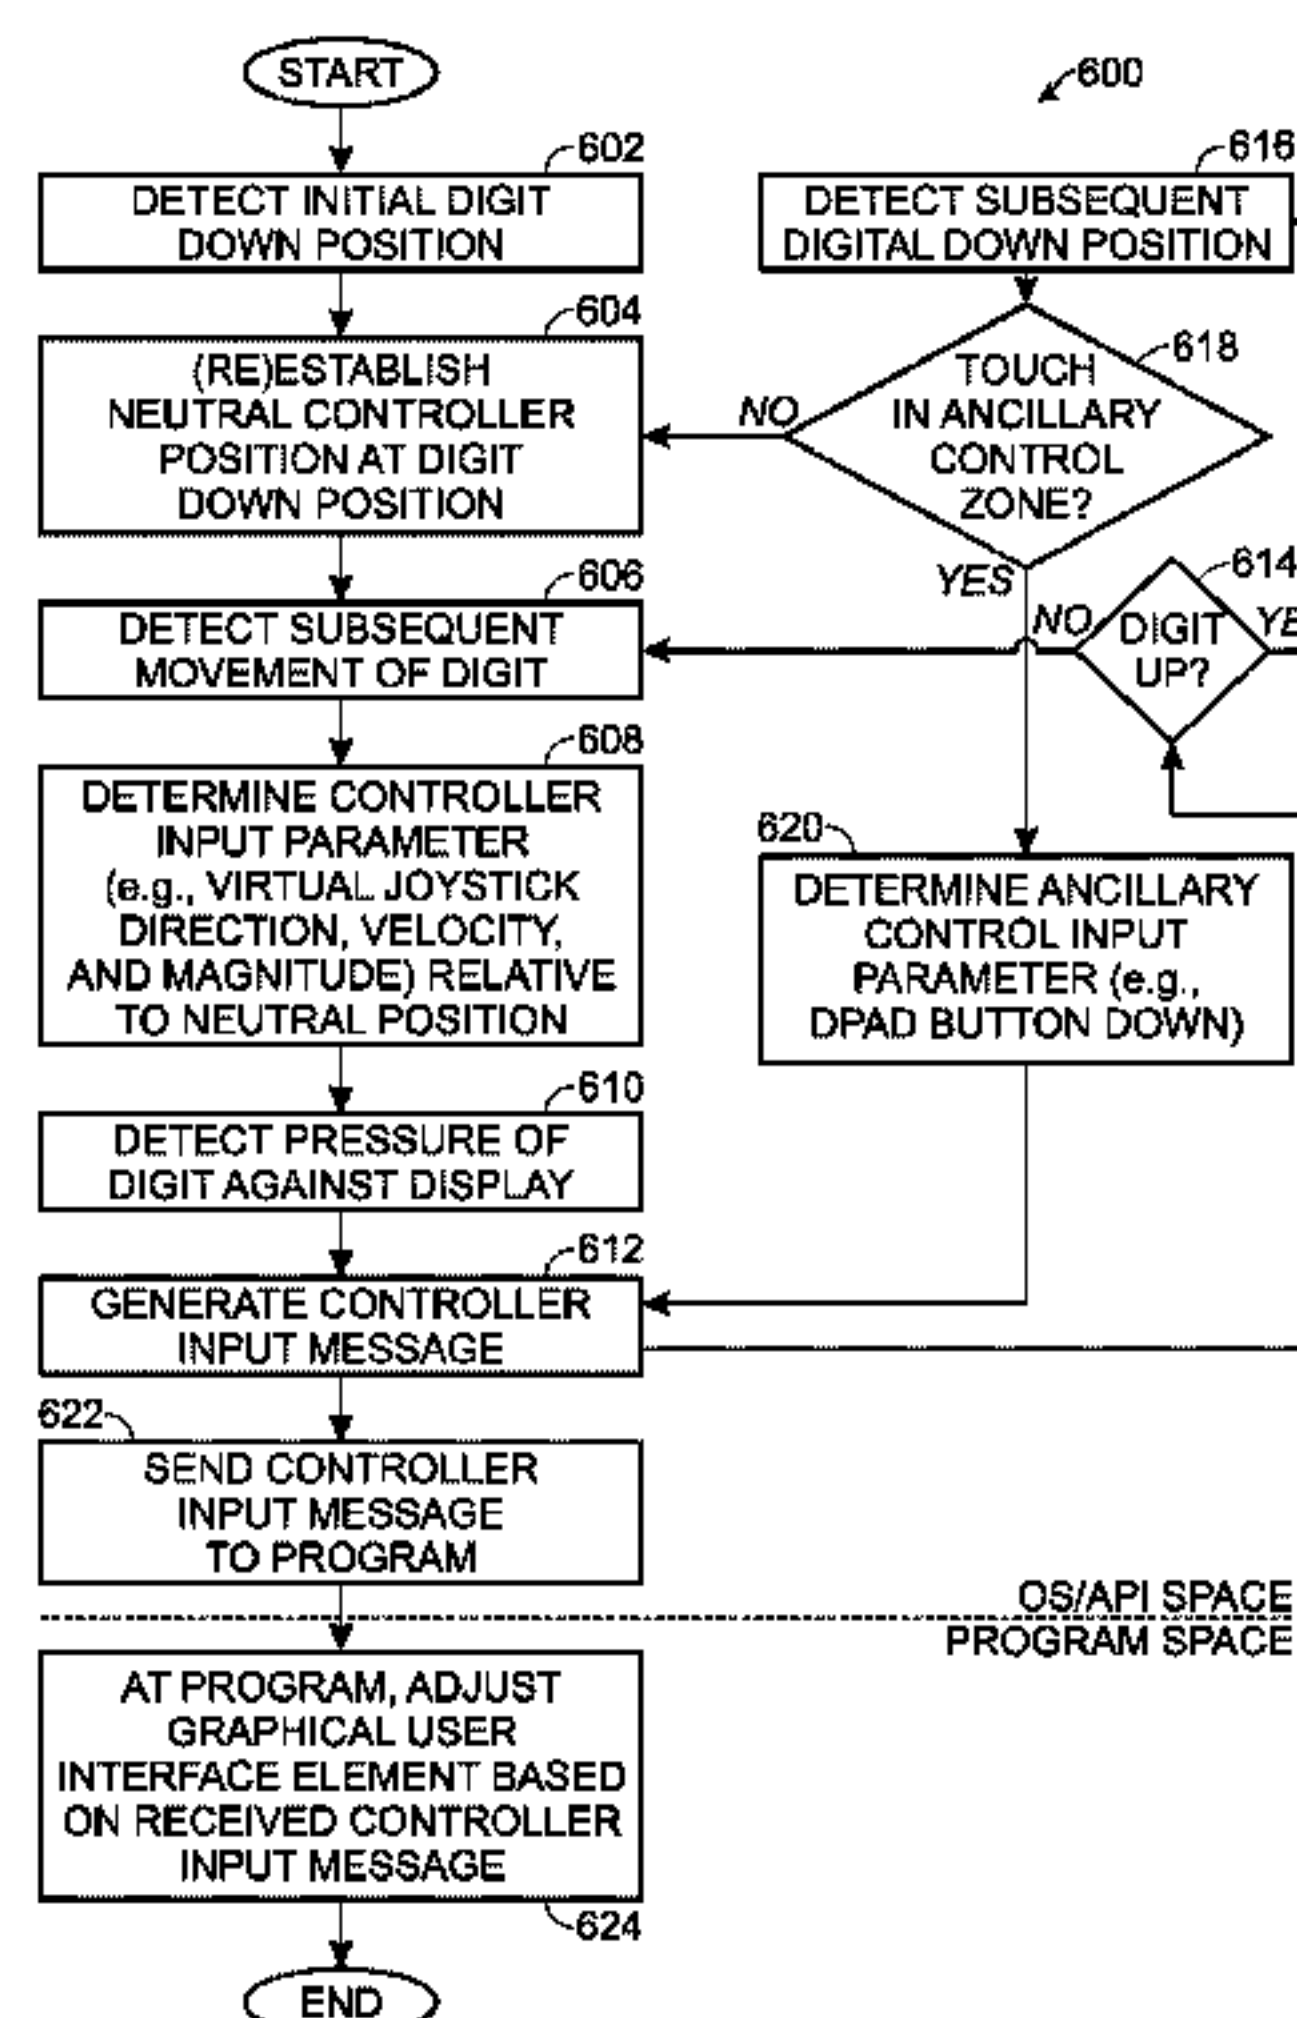 START
600
602
DETECT INITIAL DIGIT
DOWN POSITION
604
(RE)ESTABLISH
NEUTRAL CONTROLLER
POSITION AT DIGIT
DOWN POSITION
606
DETECT SUBSEQUENT
MOVEMENT OF DIGIT
608
DETERMINE CONTROLLER
INPUT PARAMETER
(e.g., VIRTUAL JOYSTICK
DIRECTION, VELOCITY,
AND MAGNITUDE) RELATIVE
TO NEUTRAL POSITION
610
DETECT PRESSURE OF
DIGIT AGAINST DISPLAY
612
GENERATE CONTROLLER
INPUT MESSAGE
622
SEND CONTROLLER
INPUT MESSAGE
TO PROGRAM
616
DETECT SUBSEQUENT
DIGITAL DOWN POSITION
618
TOUCH
IN ANCILLARY
CONTROL
ZONE?
NO
YES
614
DIGIT
UP?
NO
YE
620
DETERMINE ANCILLARY
CONTROL INPUT
PARAMETER (e.g.,
DPAD BUTTON DOWN)
OS/API SPACE
PROGRAM SPACE
AT PROGRAM, ADJUST
GRAPHICAL USER
INTERFACE ELEMENT BASED
ON RECEIVED CONTROLLER
INPUT MESSAGE
624
END